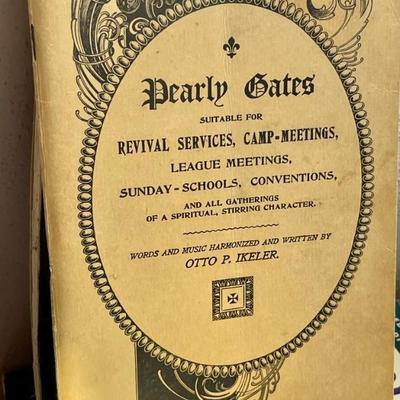 Pearly Gates
SUITABLE FOR
REVIVAL SERVICES, CAMP-MEETINGS,
LEAGUE MEETINGS,
SUNDAY-SCHOOLS, CONVENTIONS,
AND ALL GATHERINGS
OF A SPIRITUAL, STIRRING CHARACTER.
WORDS AND MUSIC HARMONIZED AND WRITTEN BY
OTTO P. IKELER.